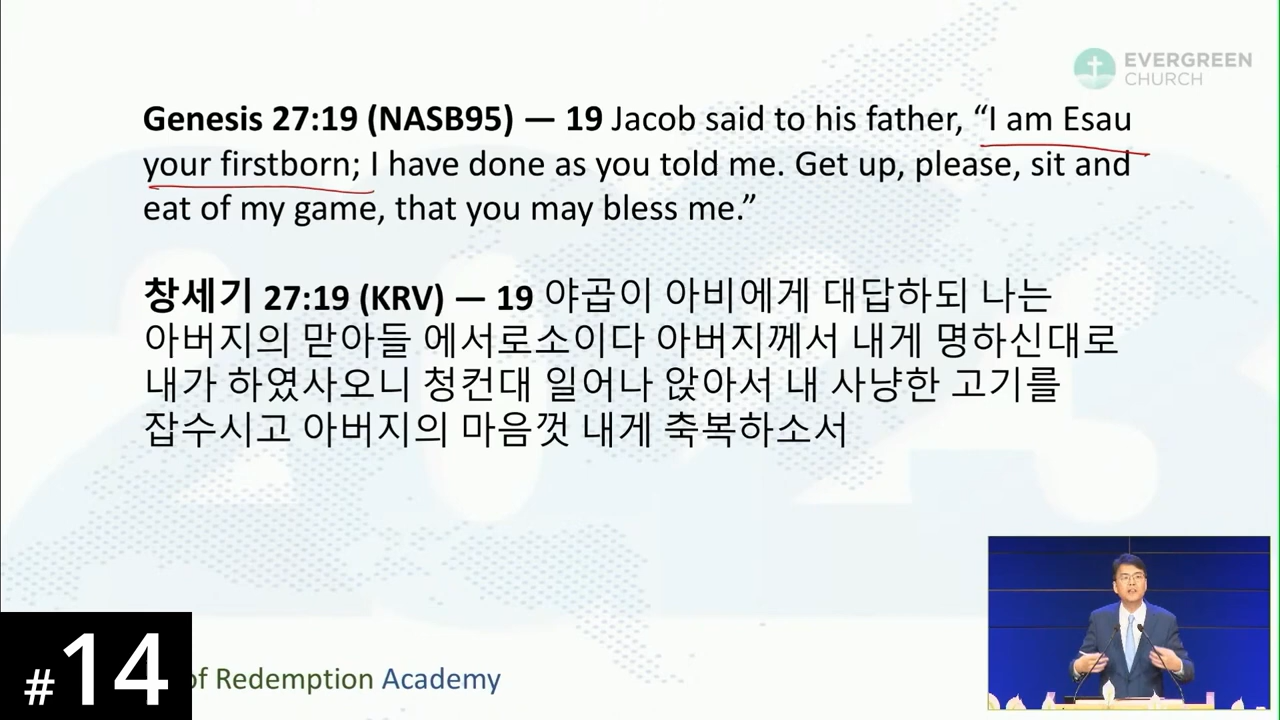 EVERGREEN
CHURCH
Genesis 27:19 (NASB95) — 19 Jacob said to his father, “I am Esau
your firstborn; I have done as you told me. Get up, please, sit and
eat of my game, that you may bless me.”
창세기 27:19 (KRV) — 19 야곱이 아비에게 대답하되 나는
아버지의 맏아들 에서로소이다 아버지께서 내게 명하신대로
내가 하였사오니 청컨대 일어나 앉아서 내 사냥한 고기를
잡수시고 아버지의 마음껏 내게 축복하소서
#14
of Redemption Academy